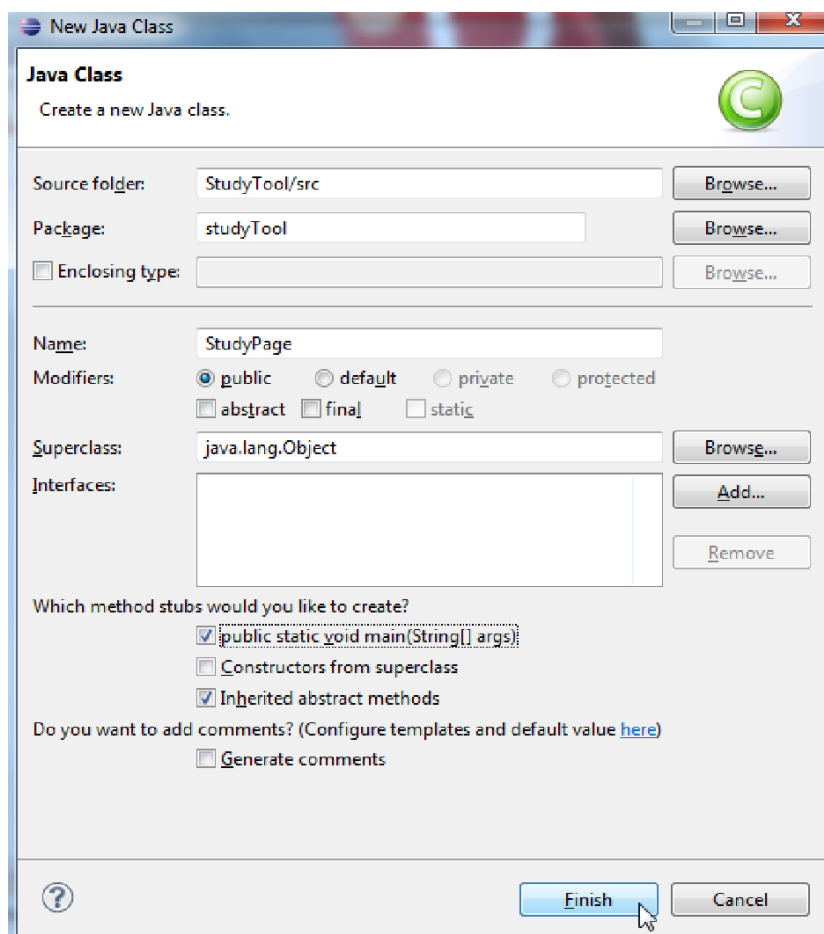 New Java Class
Java Class
Create a new Java class.
Source folder: StudyTool/src Browse...
Package: studyTool Browse...
Enclosing type: Browse...
Name: StudyPage
Modifiers: public default private protected
abstract final static
Superclass: java.lang.Object Browse...
Interfaces: Add...
Remove
Which method stubs would you like to create?
public static void main(String[] args)
Constructors from superclass
Inherited abstract methods
Do you want to add comments? (Configure templates and default value here)
Generate comments
? Finish Cancel